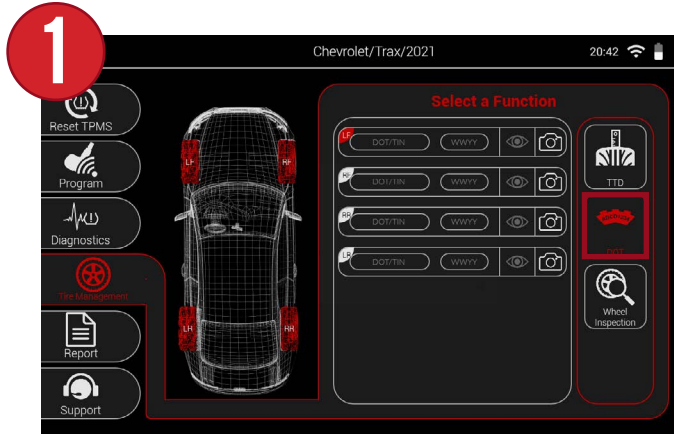 1
Chevrolet/Trax/2021
20:42
Reset TPMS
Program
Diagnostics
Tire Management
Report
Support
LF
RF
LR
RR
Select a Function
LF DOT/TIN WWYY
RF DOT/TIN WWYY
RR DOT/TIN WWYY
LR DOT/TIN WWYY
TTD
DOT
Wheel
Inspection